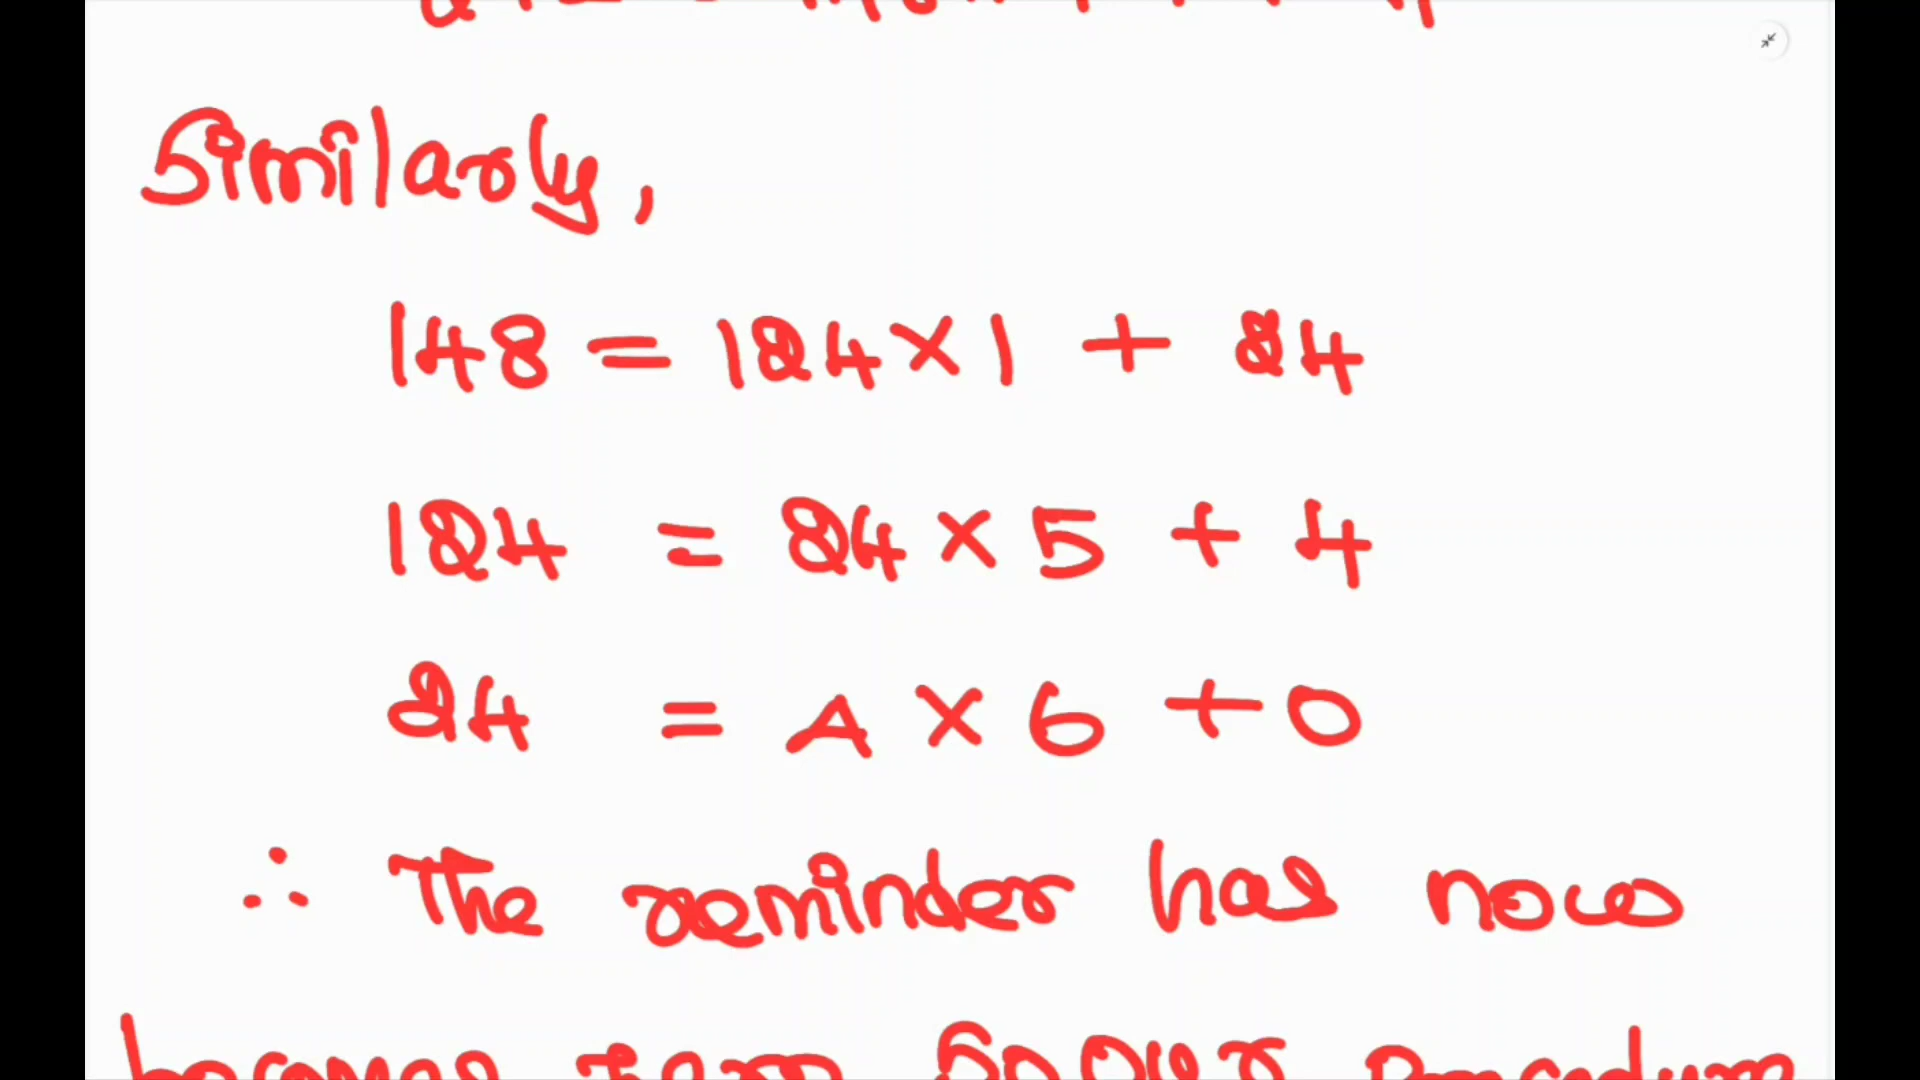 Similarly,
148 = 124 × 1 + 24
124 = 24 × 5 + 4
24 = 4 × 6 + 0
∴ The reminder has now